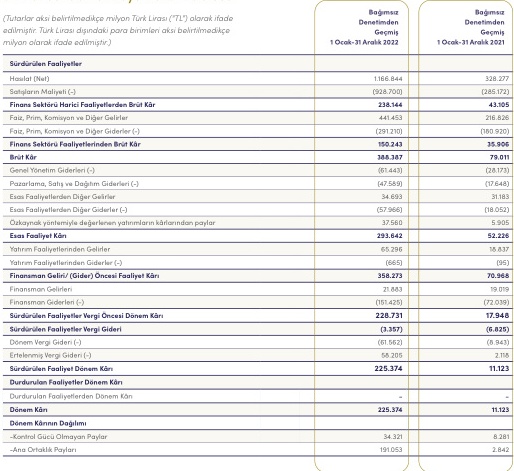 (Tutarlar aksi belirtilmedikçe milyon Türk Lirası ("TL") olarak ifade
edilmiştir. Türk Lirası dışındaki para birimleri aksi belirtilmedikçe
milyon olarak ifade edilmiştir.)
Bağımsız Denetimden Geçmiş 1 Ocak-31 Aralık 2022
Bağımsız Denetimden Geçmiş 1 Ocak-31 Aralık 2021
Sürdürülen Faaliyetler
Hasılat (Net) 1.166.844 328.277
Satışların Maliyeti (-) (928.700) (285.172)
Finans Sektörü Harici Faaliyetlerden Brüt Kâr 238.144 43.105
Faiz, Prim, Komisyon ve Diğer Gelirler 441.453 216.826
Faiz, Prim, Komisyon ve Diğer Giderler (-) (291.210) (180.920)
Finans Sektörü Faaliyetlerinden Brüt Kâr 150.243 35.906
Brüt Kâr 388.387 79.011
Genel Yönetim Giderleri (-) (61.443) (28.173)
Pazarlama, Satış ve Dağıtım Giderleri (-) (47.589) (17.648)
Esas Faaliyetlerden Diğer Gelirler 34.693 31.183
Esas Faaliyetlerden Diğer Giderler (-) (57.966) (18.052)
Özkaynak yöntemiyle değerlenen yatırımların kârlarından paylar 37.560 5.905
Esas Faaliyet Kârı 293.642 52.226
Yatırım Faaliyetlerinden Gelirler 65.296 18.837
Yatırım Faaliyetlerinden Giderler (-) (665) (95)
Finansman Geliri/ (Gider) Öncesi Faaliyet Kârı 358.273 70.968
Finansman Gelirleri 21.883 19.019
Finansman Giderleri (-) (151.425) (72.039)
Sürdürülen Faaliyetler Vergi Öncesi Dönem Kârı 228.731 17.948
Sürdürülen Faaliyetler Vergi Gideri (3.357) (6.825)
Dönem Vergi Gideri (-) (61.562) (8.943)
Ertelenmiş Vergi Gideri (-) 58.205 2.118
Sürdürülen Faaliyet Dönem Kârı 225.374 11.123
Durdurulan Faaliyetler Dönem Kârı
Durdurulan Faaliyetlerden Dönem Kârı - -
Dönem Kârı 225.374 11.123
Dönem Kârının Dağılımı
-Kontrol Gücü Olmayan Paylar 34.321 8.281
-Ana Ortaklık Payları 191.053 2.842